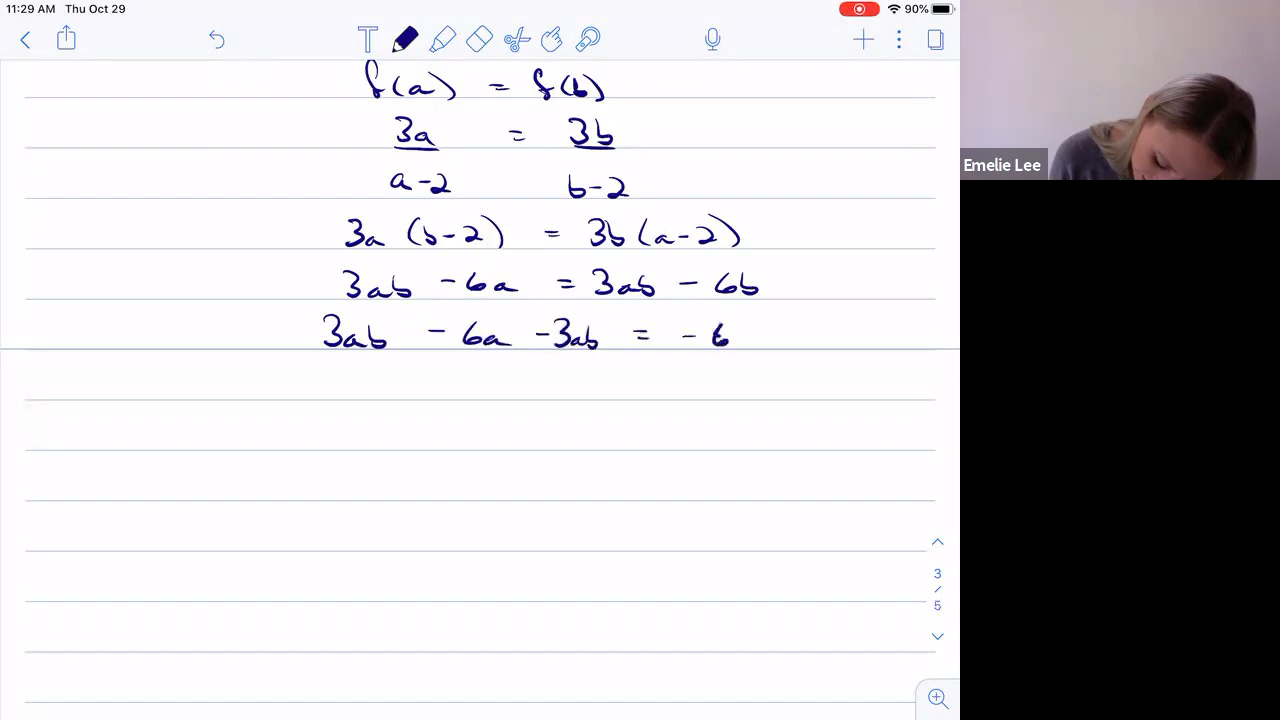 11:29 AM Thu Oct 29
90%
T
f(a) = f(b)
3a = 3b
a-2 b-2
3a (b-2) = 3b (a-2)
3ab - 6a = 3ab - 6b
3ab - 6a - 3ab = - 6
Emelie Lee
3
/
5